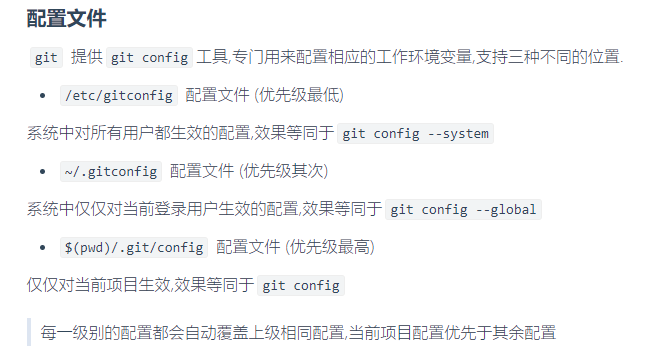 配置文件
git 提供 git config 工具,专门用来配置相应的工作环境变量,支持三种不同的位置.
• /etc/gitconfig 配置文件 (优先级最低)
系统中对所有用户都生效的配置,效果等同于 git config --system
• ~/.gitconfig 配置文件 (优先级其次)
系统中仅仅对当前登录用户生效的配置,效果等同于 git config --global
• $(pwd)/.git/config 配置文件 (优先级最高)
仅仅对当前项目生效,效果等同于 git config
每一级别的配置都会自动覆盖上级相同配置,当前项目配置优先于其余配置